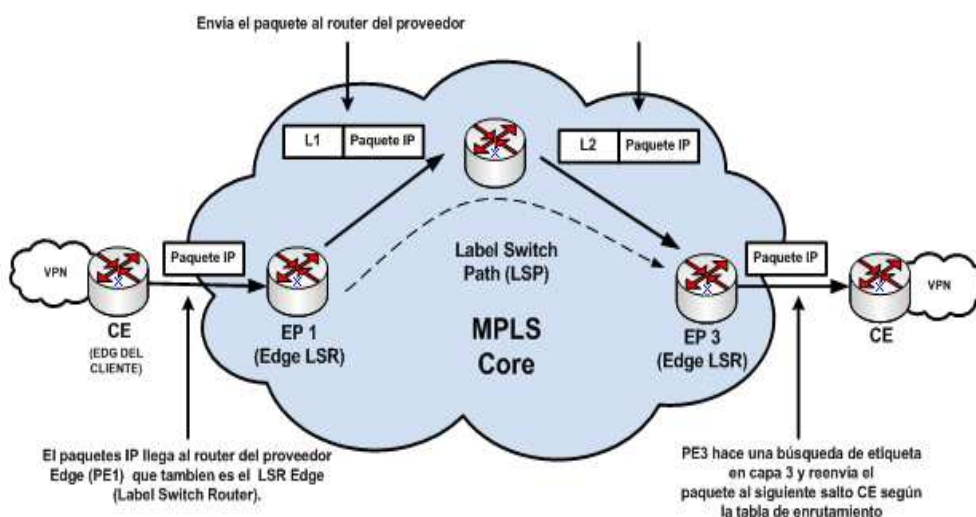 Envia el paquete al router del proveedor
L1
Paquete IP
L2
Paquete IP
Label Switch
Path (LSP)
MPLS
Core
VPN
CE
(EDG DEL
CLIENTE)
Paquete IP
EP 1
(Edge LSR)
EP 3
(Edge LSR)
Paquete IP
CE
VPN
El paquetes IP llega al router del proveedor
Edge (PE1) que tambien es el LSR Edge
(Label Switch Router).
PE3 hace una búsqueda de etiqueta
en capa 3 y reenvia el
paquete al siguiente salto CE según
la tabla de enrutamiento